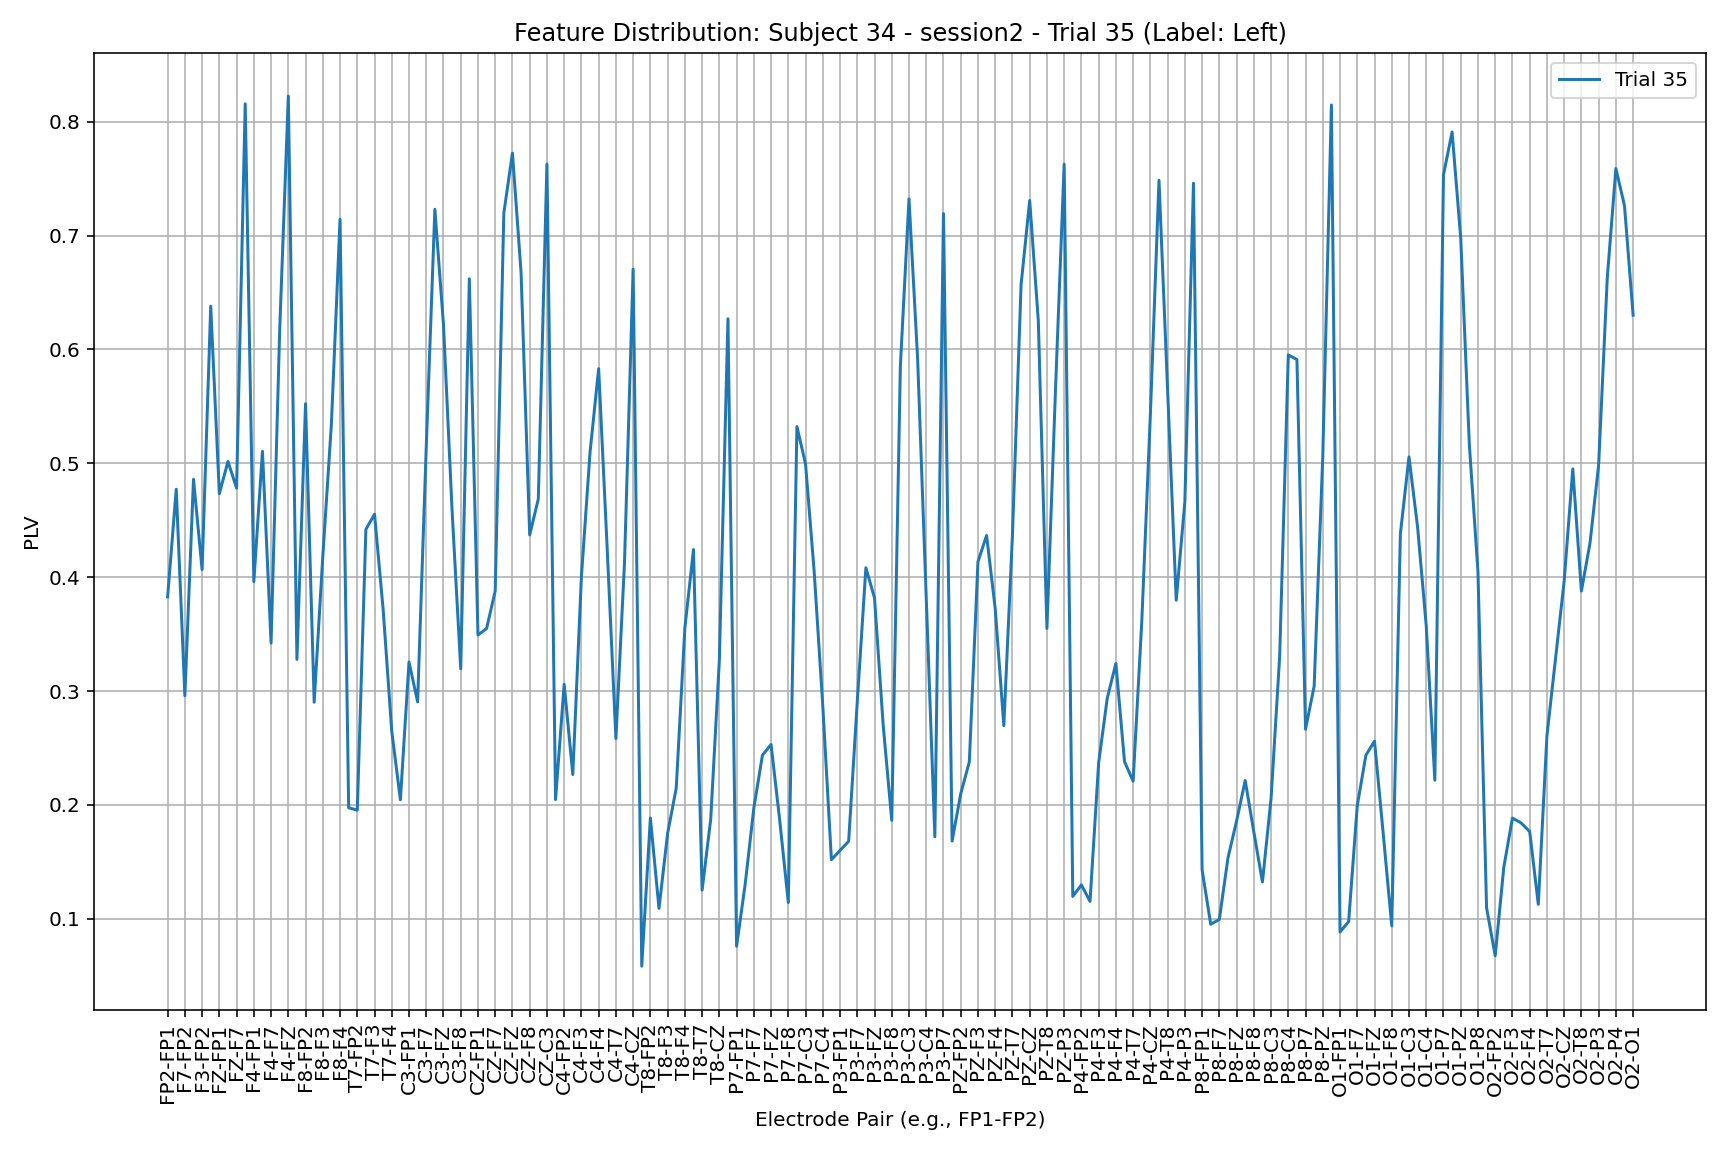 Feature Distribution: Subject 34 - session2 - Trial 35 (Label: Left)
Trial 35
PLV
0.8
0.7
0.6
0.5
0.4
0.3
0.2
0.1
FP2-FP1
F7-FP2
F3-FP2
FZ-FP1
FZ-F7
F4-FP1
F4-F7
F4-FZ
F8-FP2
F8-F3
F8-F4
T7-FP2
T7-F3
T7-F4
C3-FP1
C3-F7
C3-FZ
C3-F8
CZ-FP1
CZ-F7
CZ-FZ
CZ-F8
CZ-C3
C4-FP2
C4-F3
C4-F4
C4-T7
C4-CZ
T8-FP2
T8-F3
T8-F4
T8-T7
T8-CZ
P7-FP1
P7-F7
P7-FZ
P7-F8
P7-C3
P7-C4
P3-FP1
P3-F7
P3-FZ
P3-F8
P3-C3
P3-C4
P3-P7
PZ-FP2
PZ-F3
PZ-F4
PZ-T7
PZ-CZ
PZ-T8
PZ-P3
P4-FP2
P4-F3
P4-F4
P4-T7
P4-CZ
P4-T8
P4-P3
P8-FP1
P8-F7
P8-FZ
P8-F8
P8-C3
P8-C4
P8-P7
P8-PZ
O1-FP1
O1-F7
O1-FZ
O1-F8
O1-C3
O1-C4
O1-P7
O1-PZ
O1-P8
O2-FP2
O2-F3
O2-F4
O2-T7
O2-CZ
O2-T8
O2-P3
O2-P4
O2-O1
Electrode Pair (e.g., FP1-FP2)